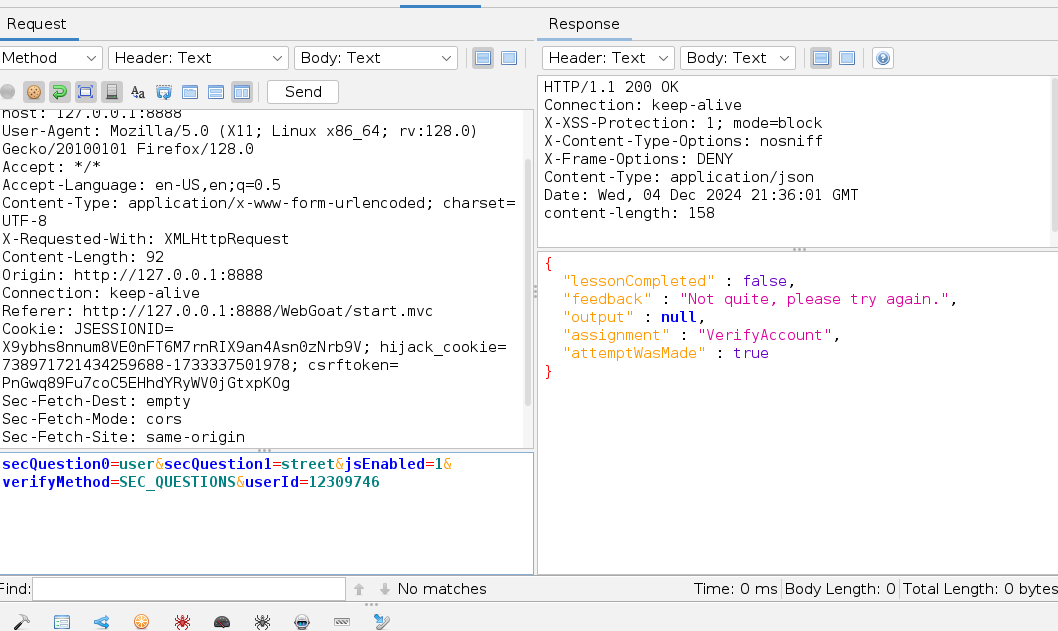 Request
Response
Method
Header: Text
Body: Text
Header: Text
Body: Text
Send
host: 127.0.0.1:8888
User-Agent: Mozilla/5.0 (X11; Linux x86_64; rv:128.0)
Gecko/20100101 Firefox/128.0
Accept: */*
Accept-Language: en-US,en;q=0.5
Content-Type: application/x-www-form-urlencoded; charset=
UTF-8
X-Requested-With: XMLHttpRequest
Content-Length: 92
Origin: http://127.0.0.1:8888
Connection: keep-alive
Referer: http://127.0.0.1:8888/WebGoat/start.mvc
Cookie: JSESSIONID=
X9ybhs8nnum8VE0nFT6M7rnRIX9an4Asn0zNrb9V; hijack_cookie=
738971721434259688-1733337501978; csrftoken=
PnGwq89Fu7coC5EHhdYRyWV0jGtxpKOg
Sec-Fetch-Dest: empty
Sec-Fetch-Mode: cors
Sec-Fetch-Site: same-origin
secQuestion0=user&secQuestion1=street&jsEnabled=1&
verifyMethod=SEC_QUESTIONS&userId=12309746
HTTP/1.1 200 OK
Connection: keep-alive
X-XSS-Protection: 1; mode=block
X-Content-Type-Options: nosniff
X-Frame-Options: DENY
Content-Type: application/json
Date: Wed, 04 Dec 2024 21:36:01 GMT
content-length: 158
{
"lessonCompleted" : false,
"feedback" : "Not quite, please try again.",
"output" : null,
"assignment" : "VerifyAccount",
"attemptWasMade" : true
}
Find:
No matches
Time: 0 ms
Body Length: 0
Total Length: 0 bytes